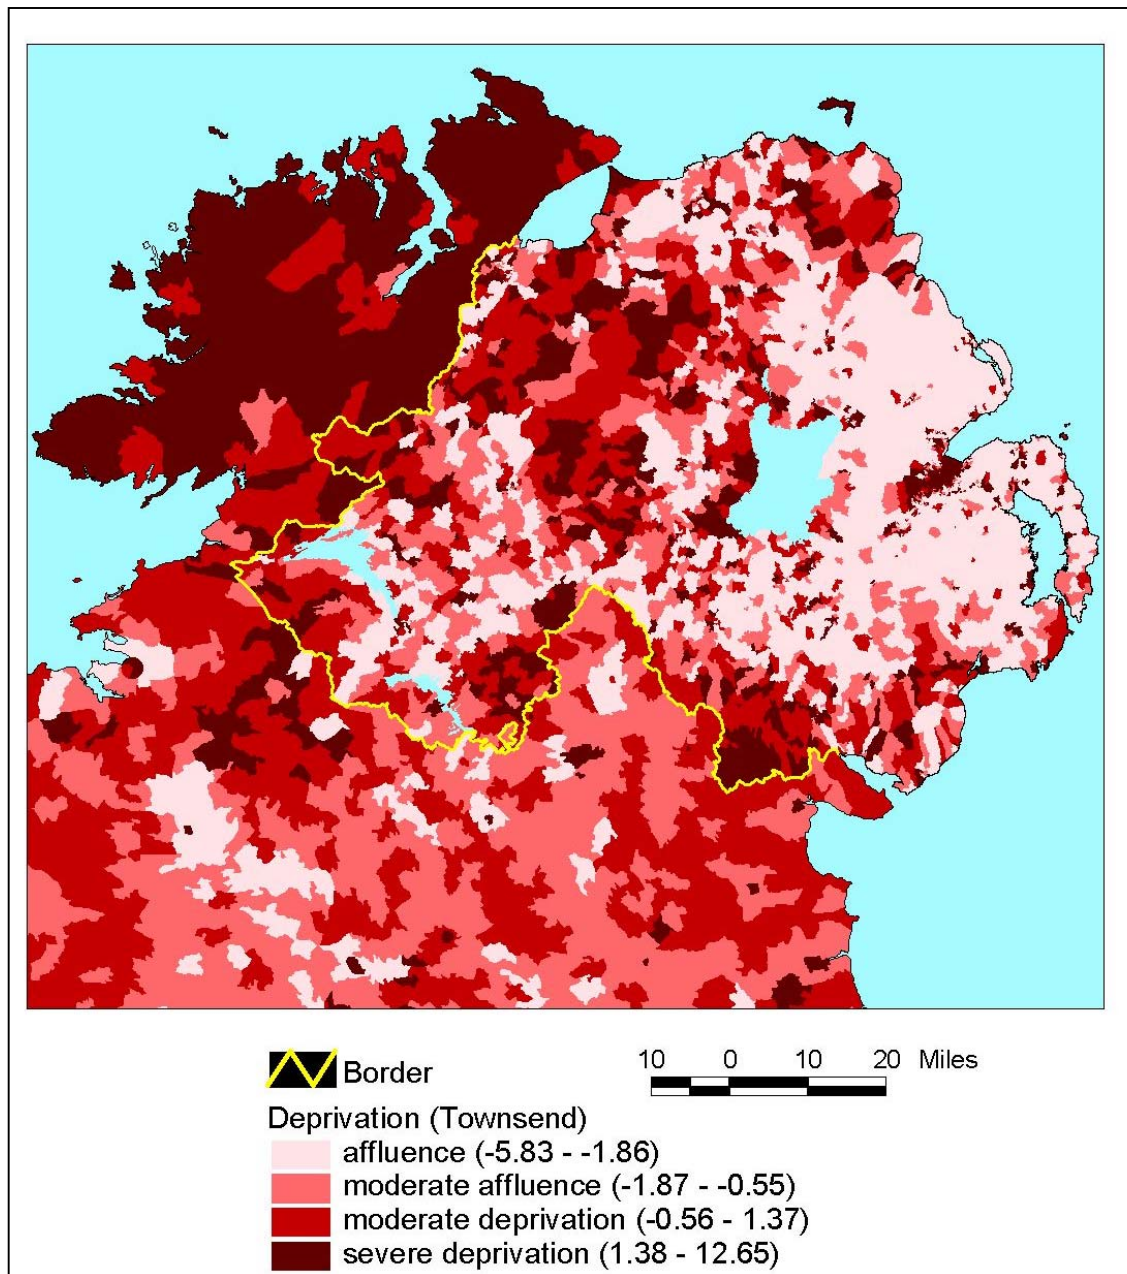 Border
10 0 10 20 Miles
Deprivation (Townsend)
affluence (-5.83 - -1.86)
moderate affluence (-1.87 - -0.55)
moderate deprivation (-0.56 - 1.37)
severe deprivation (1.38 - 12.65)